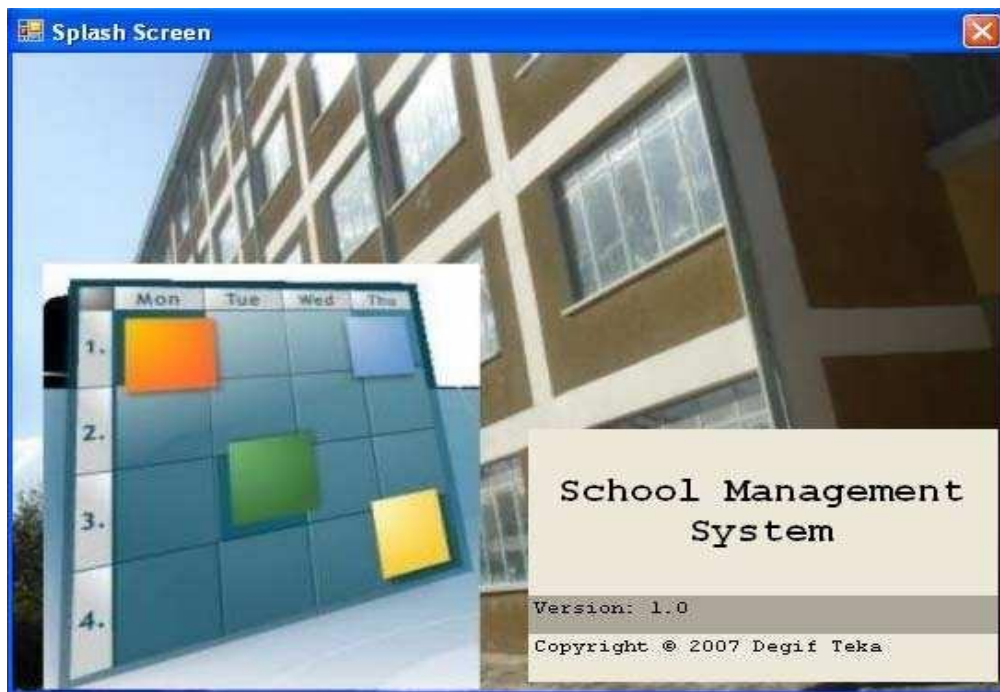 Splash Screen
Mon Tue Wed Thu
1.
2.
3.
4.
School Management
System
Version: 1.0
Copyright © 2007 Degif Teka